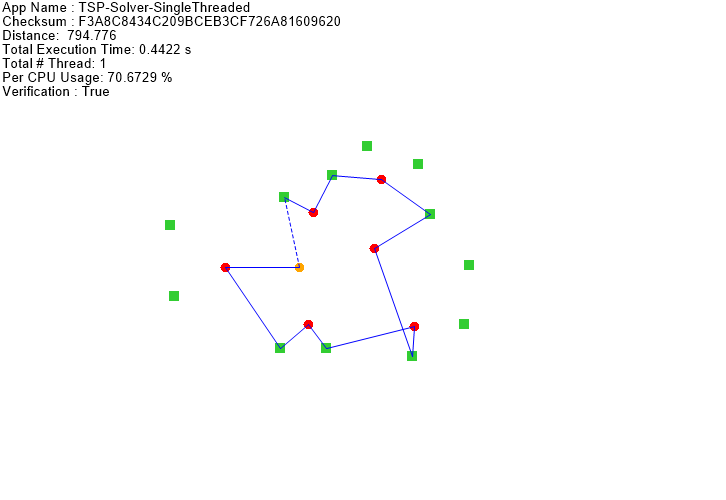 App Name : TSP-Solver-SingleThreaded
Checksum : F3A8C8434C209BCEB3CF726A81609620
Distance:  794.776
Total Execution Time: 0.4422 s
Total # Thread: 1
Per CPU Usage: 70.6729 %
Verification : True